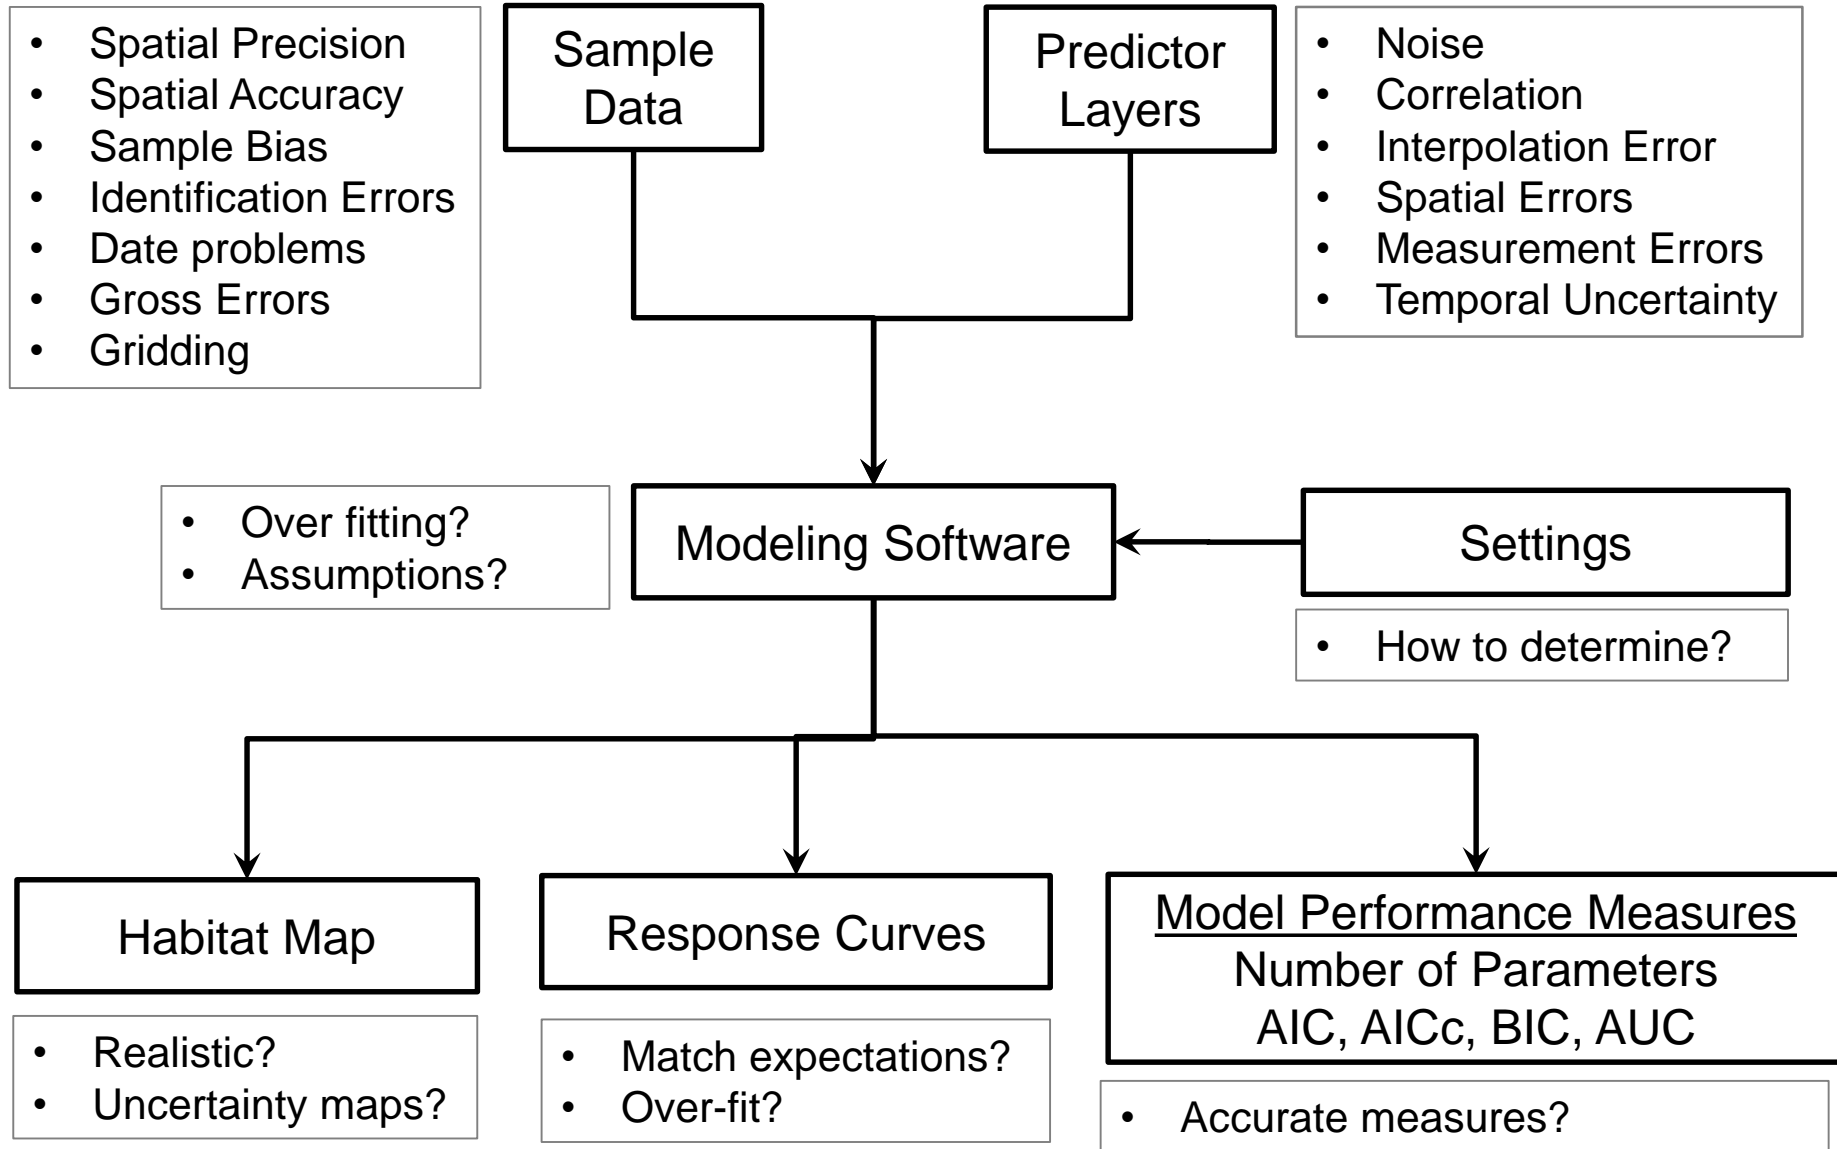 • Spatial Precision
• Spatial Accuracy
• Sample Bias
• Identification Errors
• Date problems
• Gross Errors
• Gridding
Sample
Data
Predictor
Layers
• Noise
• Correlation
• Interpolation Error
• Spatial Errors
• Measurement Errors
• Temporal Uncertainty
• Over fitting?
• Assumptions?
Modeling Software
Settings
• How to determine?
Habitat Map
• Realistic?
• Uncertainty maps?
Response Curves
• Match expectations?
• Over-fit?
Model Performance Measures
Number of Parameters
AIC, AICc, BIC, AUC
• Accurate measures?